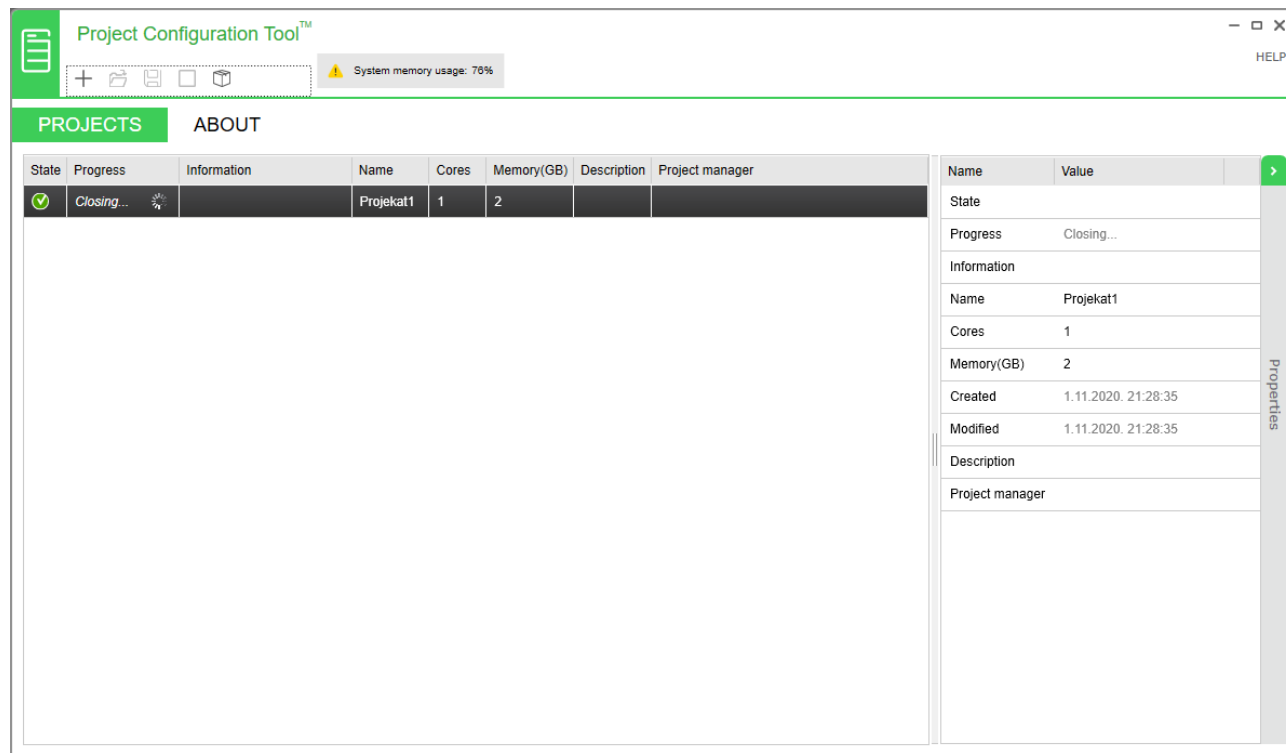 Project Configuration Tool™
HELP
System memory usage: 76%
PROJECTS ABOUT
State Progress Information Name Cores Memory(GB) Description Project manager
Closing... Projekat1 1 2
Name Value
State
Progress Closing...
Information
Name Projekat1
Cores 1
Memory(GB) 2
Created 1.11.2020. 21:28:35
Modified 1.11.2020. 21:28:35
Description
Project manager
Properties